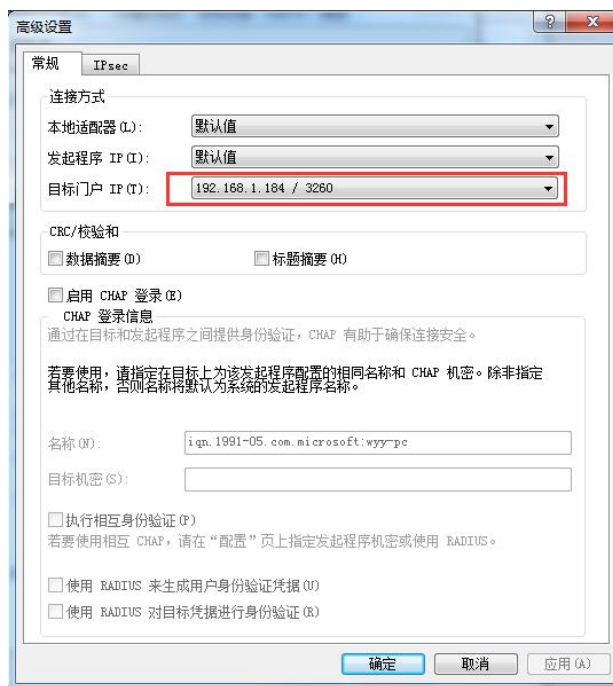 高级设置
常规 IPsec
连接方式
本地适配器(L): 默认值
发起程序 IP(I): 默认值
目标门户 IP(T): 192.168.1.184 / 3260
CRC/校验和
数据摘要(D) 标题摘要(H)
启用 CHAP 登录(E)
CHAP 登录信息
通过在目标和发起程序之间提供身份验证，CHAP 有助于确保连接安全。
若要使用，请指定在目标上为该发起程序配置的相同名称和 CHAP 机密。除非指定
其他名称，否则名称将默认为系统的发起程序名称。
名称(N): iqn.1991-05.com.microsoft:wyy-pc
目标机密(S):
执行相互身份验证(P)
若要使用相互 CHAP，请在“配置”页上指定发起程序机密或使用 RADIUS。
使用 RADIUS 来生成用户身份验证凭据(U)
使用 RADIUS 对目标凭据进行身份验证(R)
确定 取消 应用(A)